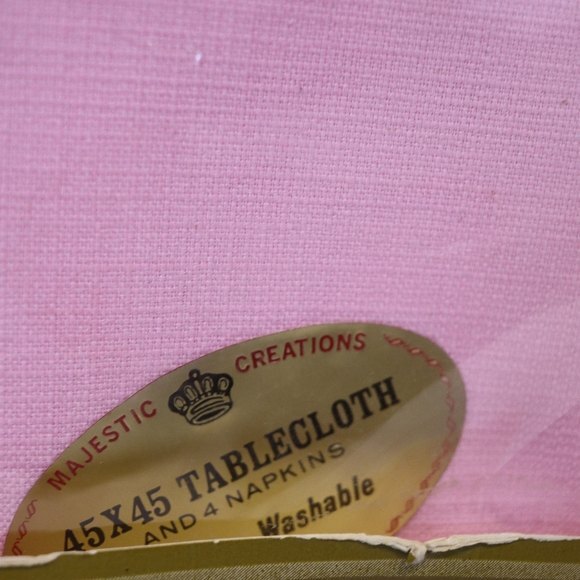 MAJESTIC CREATIONS
45X45 TABLECLOTH
AND 4 NAPKINS
Washable